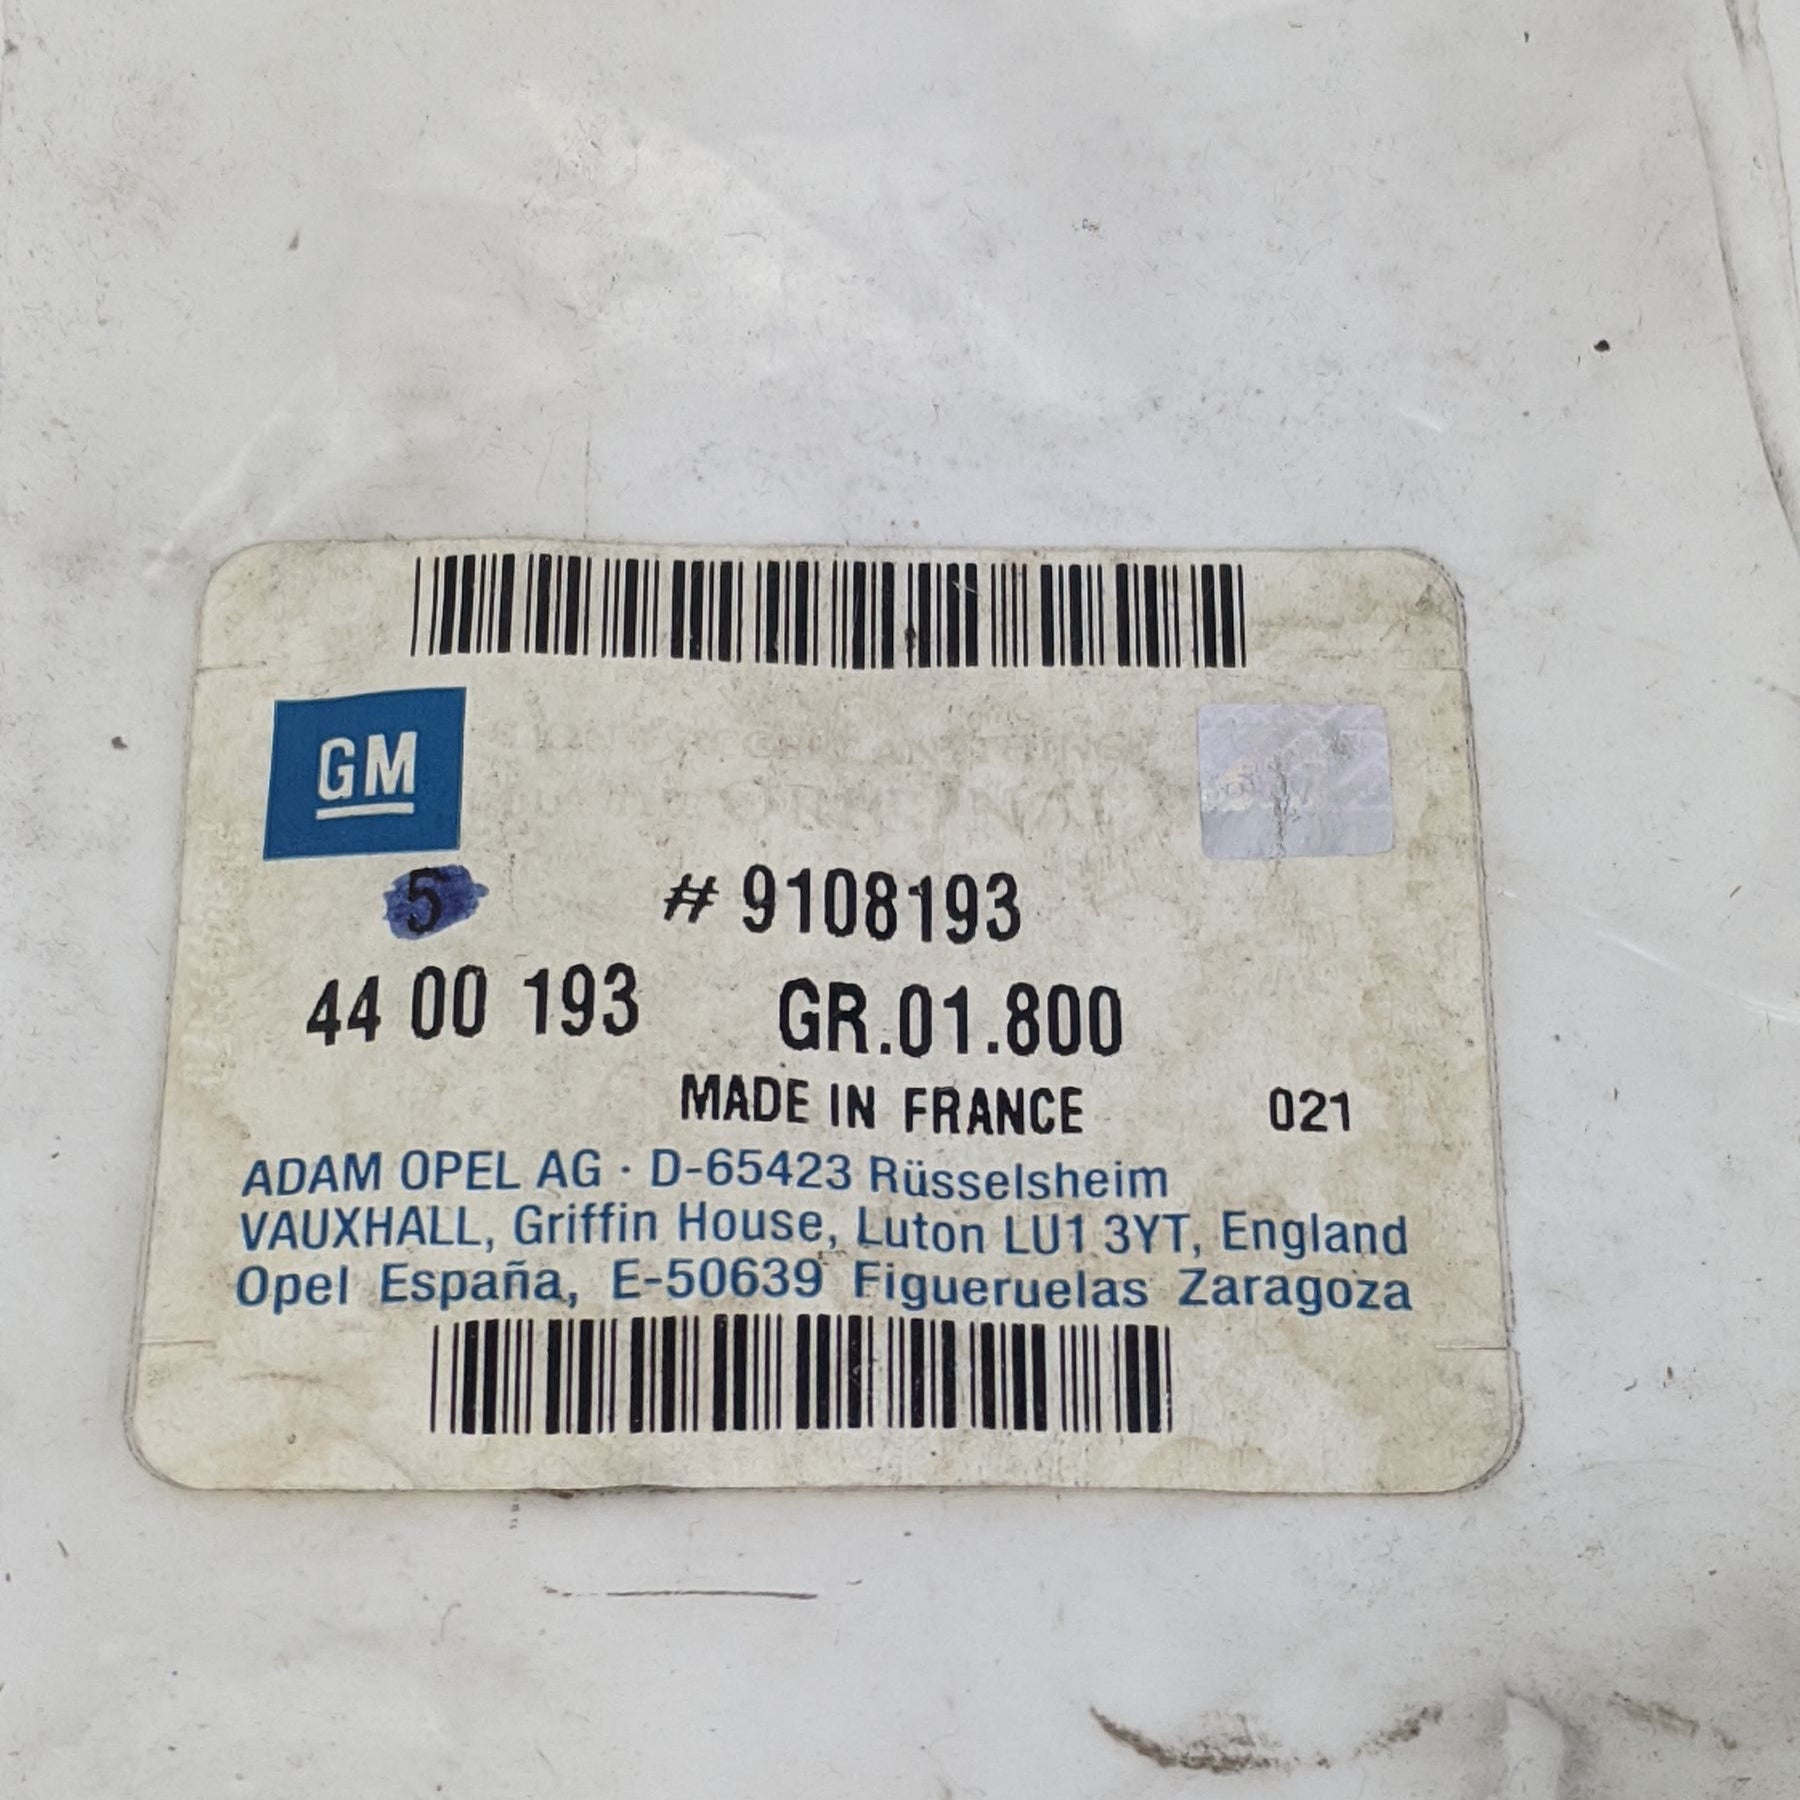 GM
5 # 9108193
44 00 193 GR.01.800
MADE IN FRANCE 021
ADAM OPEL AG · D-65423 Rüsselsheim
VAUXHALL, Griffin House, Luton LU1 3YT, England
Opel España, E-50639 Figueruelas Zaragoza